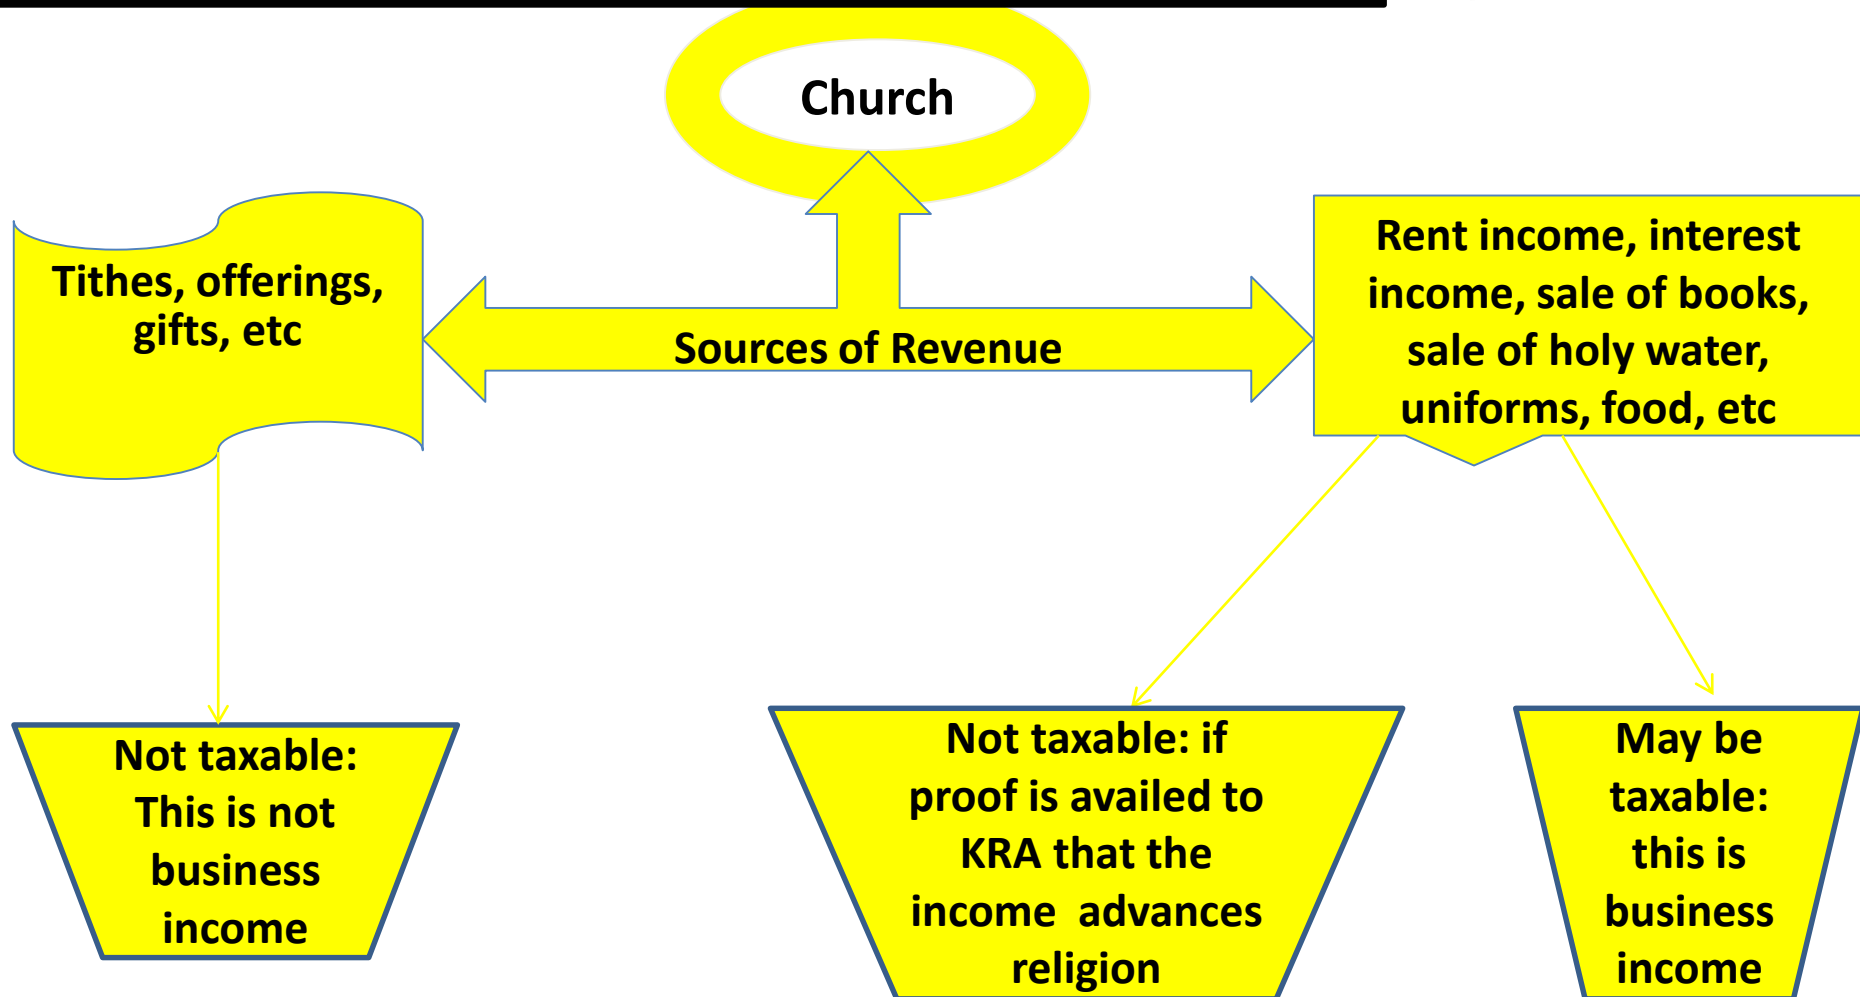 Church
Tithes, offerings,
gifts, etc
Sources of Revenue
Rent income, interest
income, sale of books,
sale of holy water,
uniforms, food, etc
Not taxable:
This is not
business
income
Not taxable: if
proof is availed to
KRA that the
income  advances
religion
May be
taxable:
this is
business
income